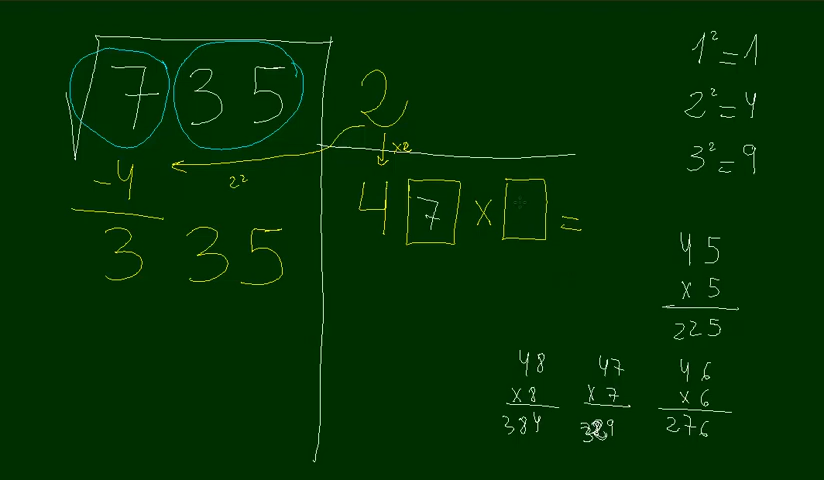 √7 35 2
x2
-4
2²
3 35
4 7 x =
1² = 1
2² = 4
3² = 9
45
x 5
225
48
x 8
384
47
x 7
46
x 6
276